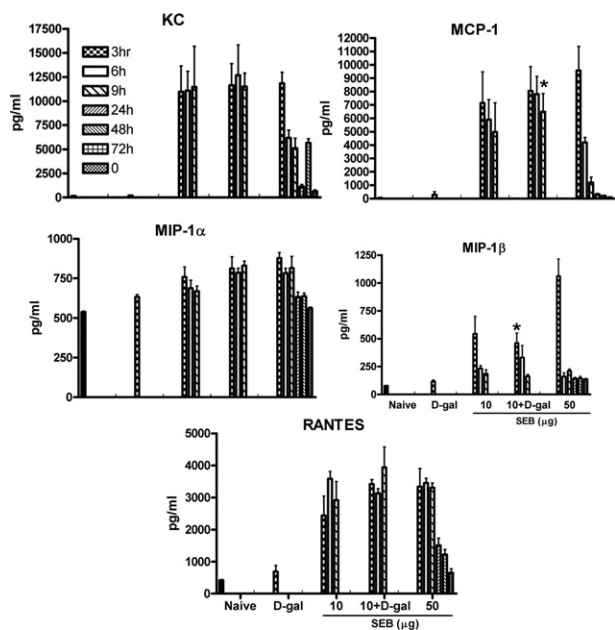 KC
17500
15000
12500
10000
7500
5000
2500
0
pg/ml
3hr
6h
9h
24h
48h
72h
0
MCP-1
12000
11000
10000
9000
8000
7000
6000
5000
4000
3000
2000
1000
0
pg/ml
*
MIP-1α
1000
750
500
250
0
pg/ml
MIP-1β
1250
1000
750
500
250
0
pg/ml
*
Naive D-gal 10 10+D-gal 50
SEB (µg)
RANTES
5000
4000
3000
2000
1000
0
pg/ml
Naive D-gal 10 10+D-gal 50
SEB (µg)